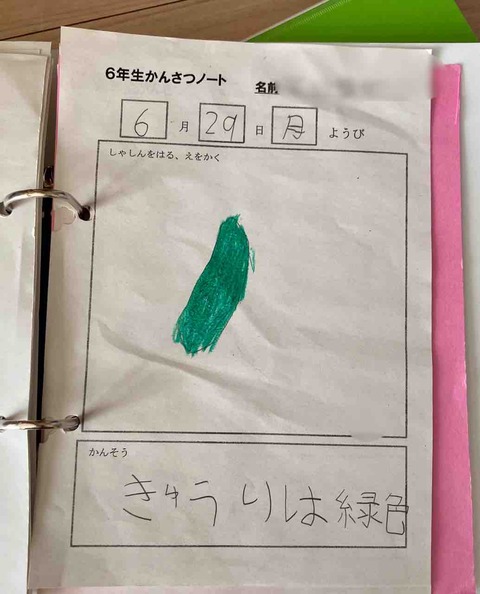 6年生かんさつノート 名前
6月29日月ようび
しゃしんをはる、えをかく
かんそう
きゅうりは緑色